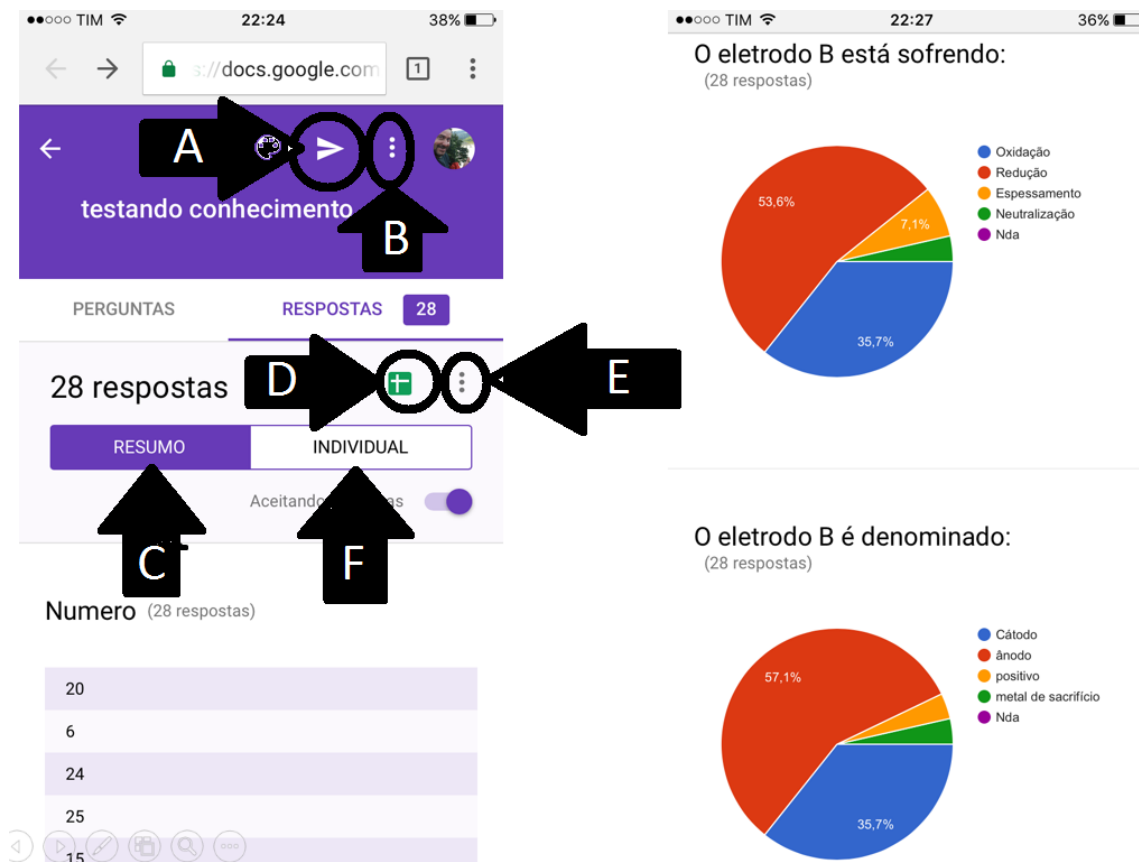 TIM 22:24 38%
s://docs.google.com 1
A
testando conhecimento
B
PERGUNTAS RESPOSTAS 28
28 respostas D E
RESUMO INDIVIDUAL
Aceitando
C F
Numero (28 respostas)
20
6
24
25
15
TIM 22:27 36%
O eletrodo B está sofrendo:
(28 respostas)
Oxidação
Redução
Espessamento
Neutralização
Nda
53,6%
7,1%
35,7%
O eletrodo B é denominado:
(28 respostas)
Cátodo
ânodo
positivo
metal de sacrifício
Nda
57,1%
35,7%